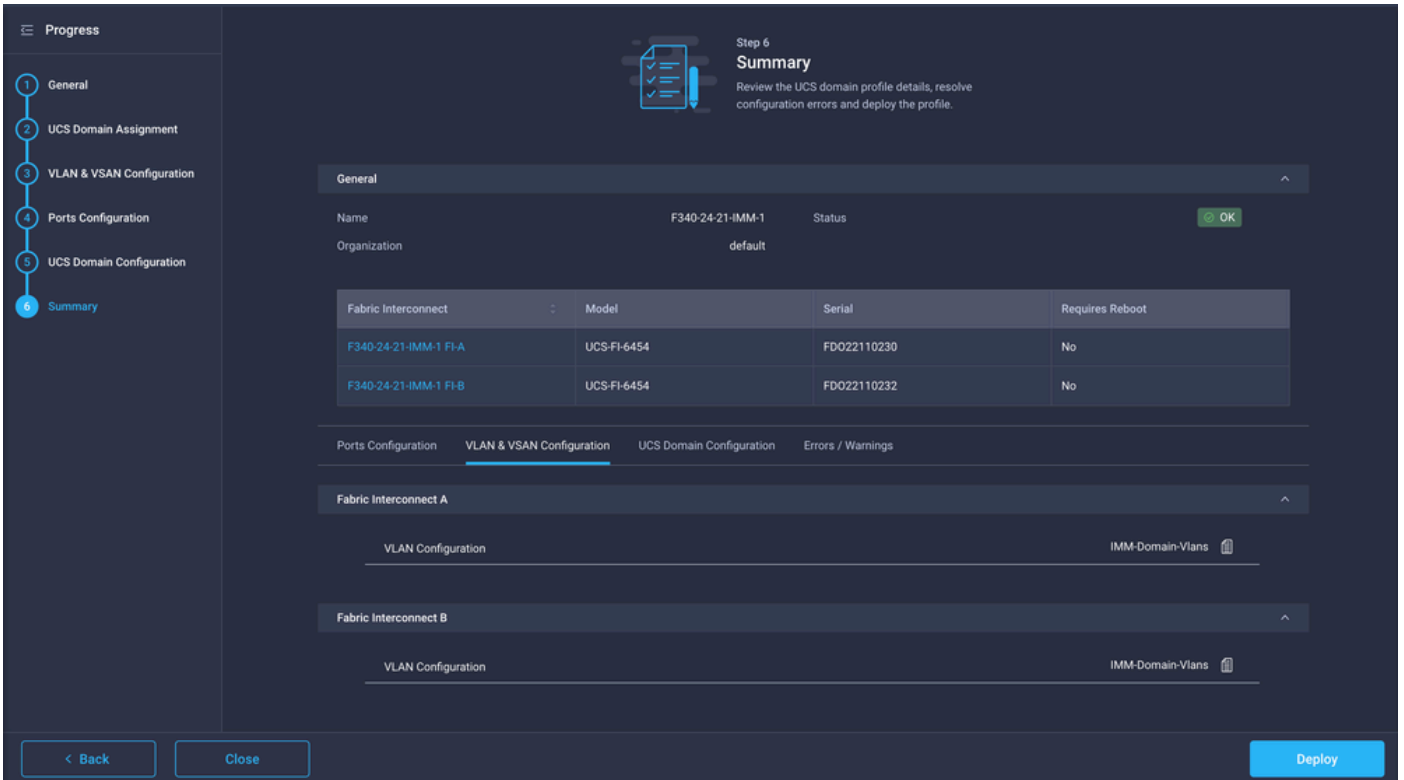 Progress
1 General
2 UCS Domain Assignment
3 VLAN & VSAN Configuration
4 Ports Configuration
5 UCS Domain Configuration
6 Summary
Step 6
Summary
Review the UCS domain profile details, resolve
configuration errors and deploy the profile.
General
Name F340-24-21-IMM-1 Status OK
Organization default
Fabric Interconnect Model Serial Requires Reboot
F340-24-21-IMM-1 FI-A UCS-FI-6454 FDO22110230 No
F340-24-21-IMM-1 FI-B UCS-FI-6454 FDO22110232 No
Ports Configuration VLAN & VSAN Configuration UCS Domain Configuration Errors / Warnings
Fabric Interconnect A
VLAN Configuration IMM-Domain-Vlans
Fabric Interconnect B
VLAN Configuration IMM-Domain-Vlans
< Back Close Deploy